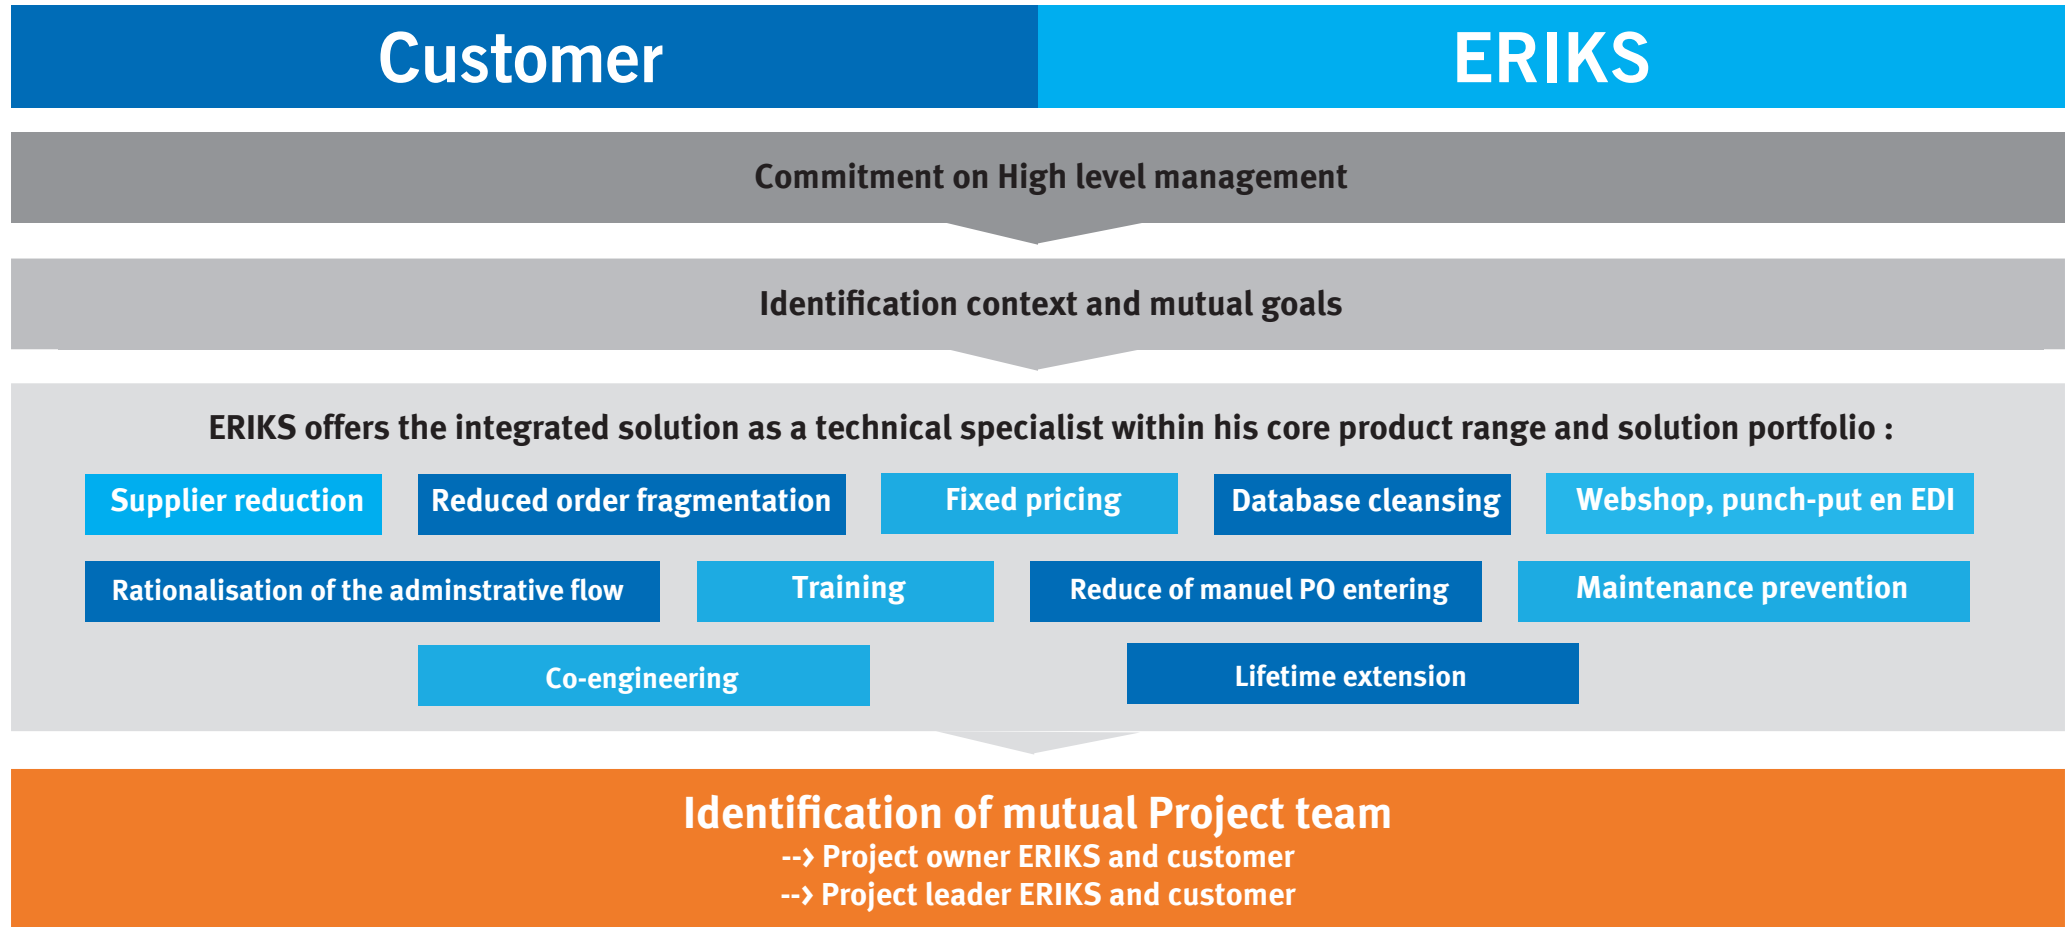 Customer
ERIKS
Commitment on High level management
Identification context and mutual goals
ERIKS offers the integrated solution as a technical specialist within his core product range and solution portfolio :
Supplier reduction
Reduced order fragmentation
Fixed pricing
Database cleansing
Webshop, punch-put en EDI
Rationalisation of the adminstrative flow
Training
Reduce of manuel PO entering
Maintenance prevention
Co-engineering
Lifetime extension
Identification of mutual Project team
--> Project owner ERIKS and customer
--> Project leader ERIKS and customer